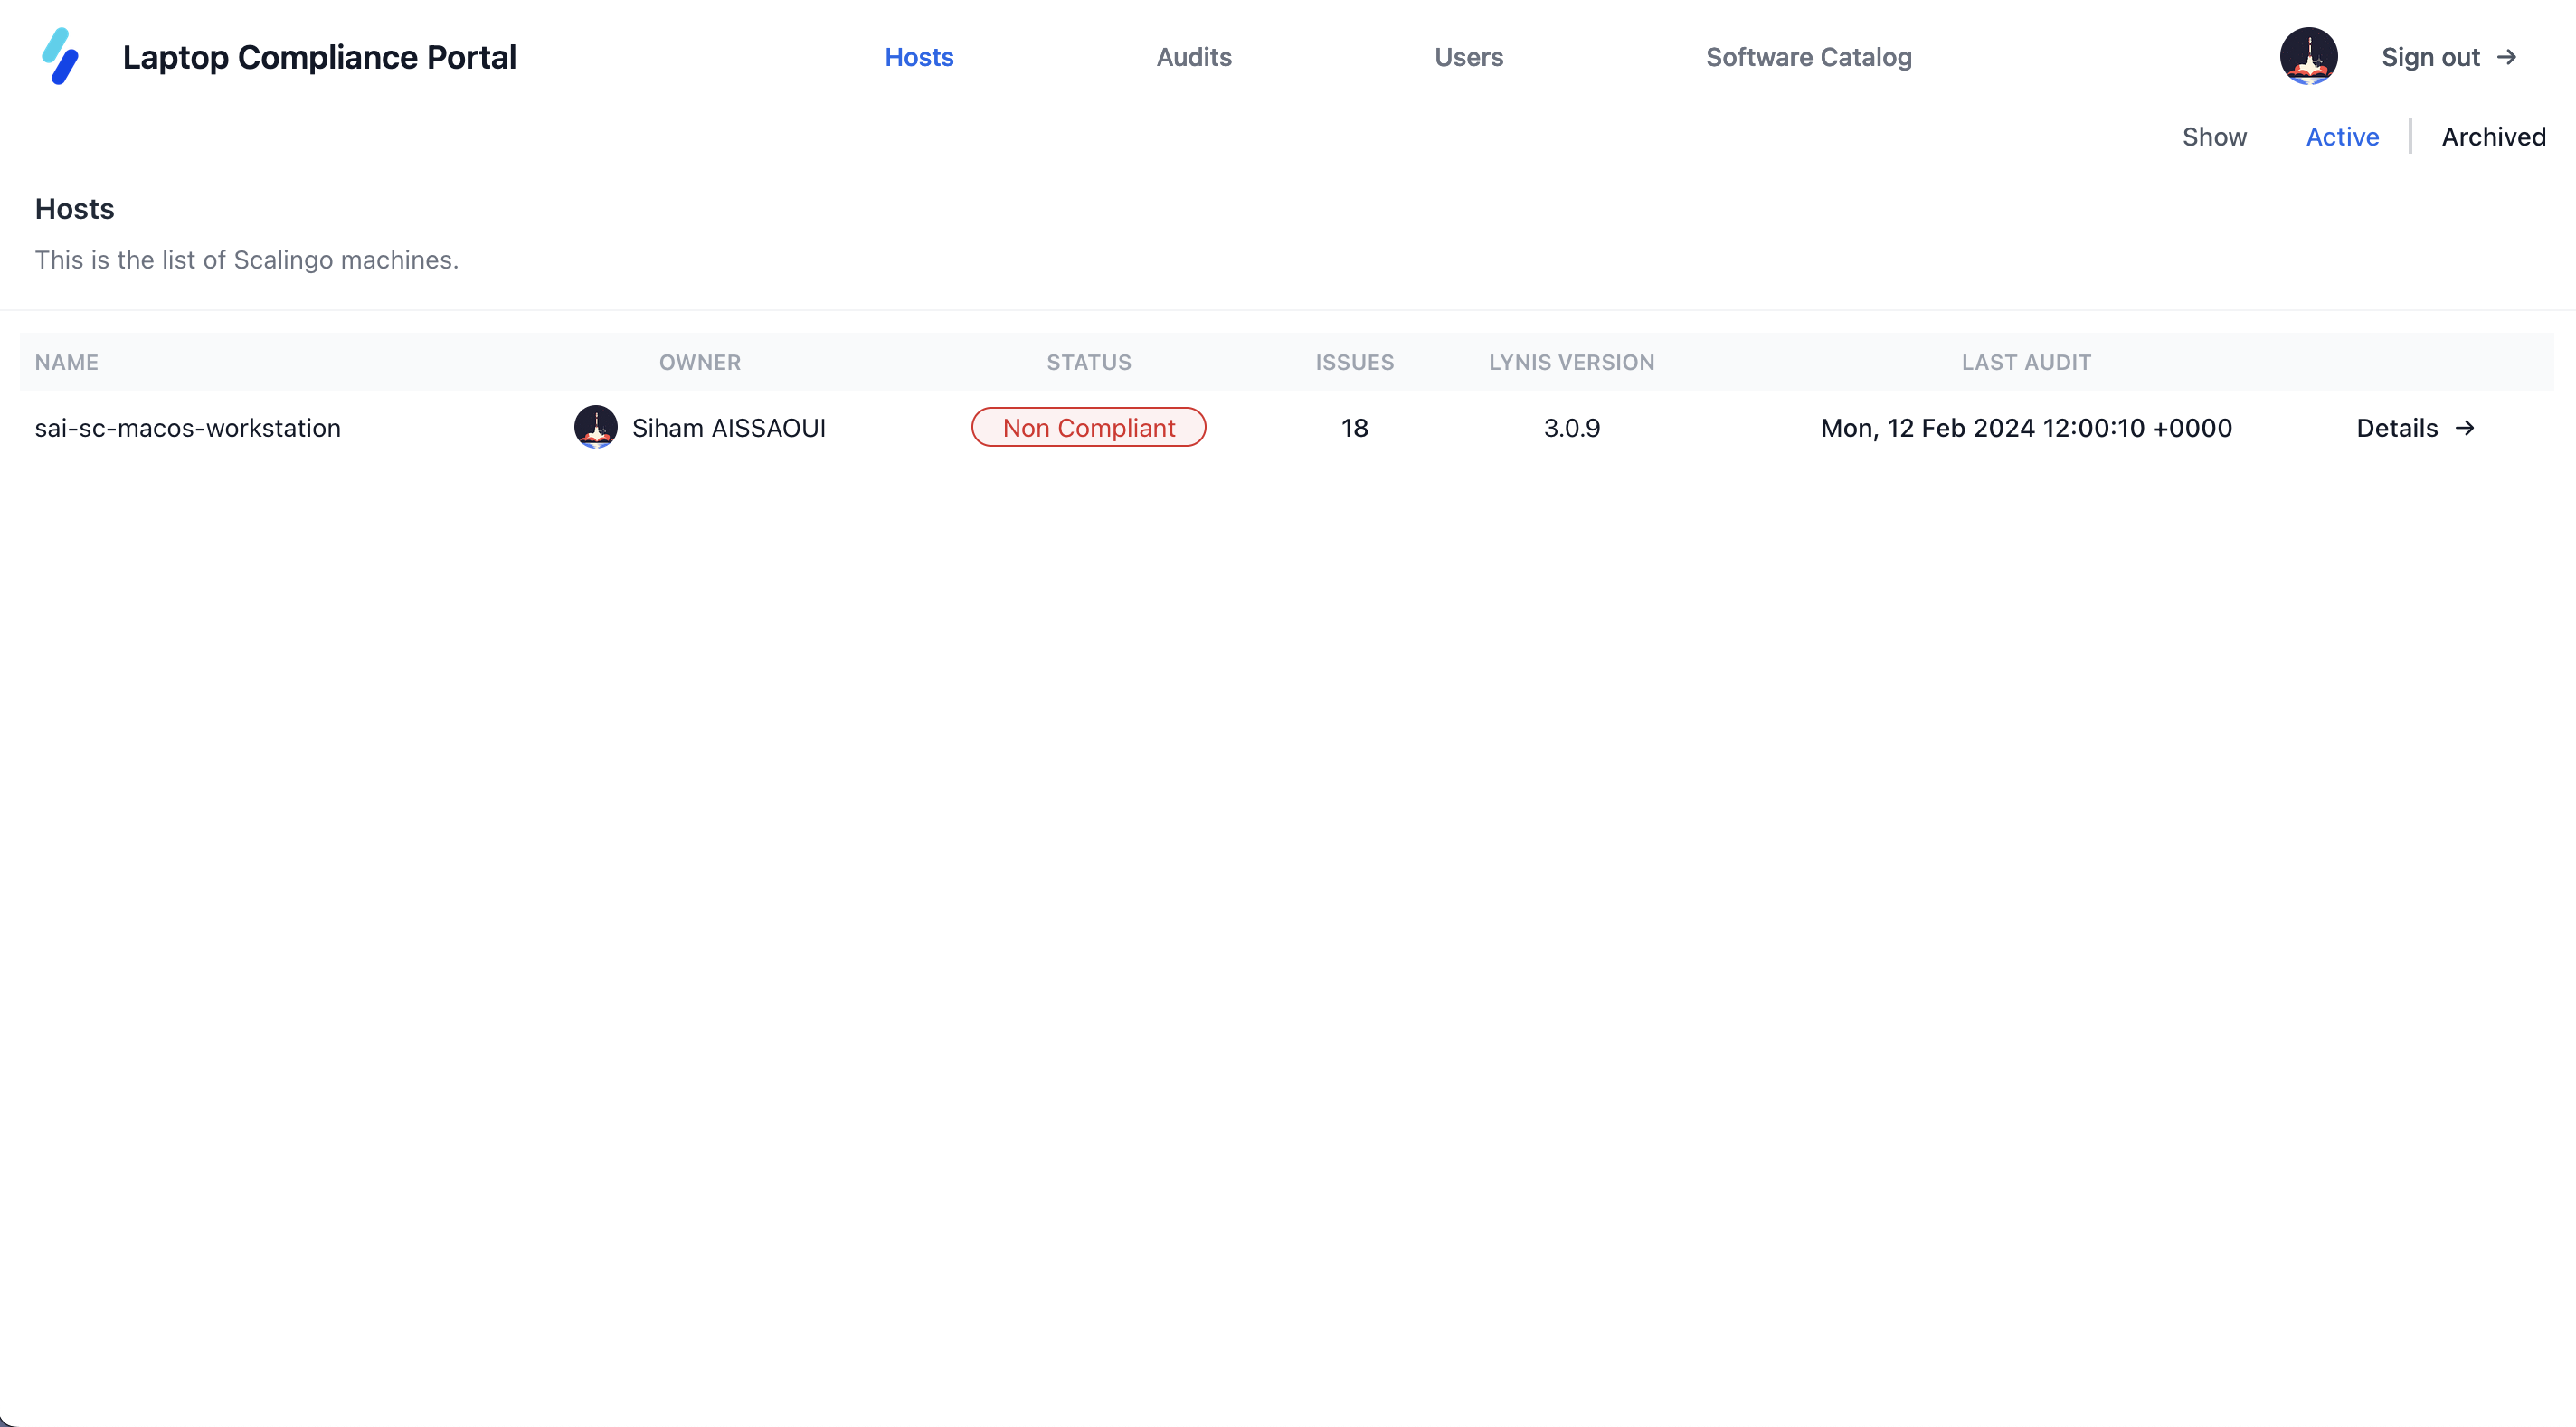 Laptop Compliance Portal Hosts Audits Users Software Catalog Sign out →
Show Active | Archived
Hosts
This is the list of Scalingo machines.
NAME OWNER STATUS ISSUES LYNIS VERSION LAST AUDIT
sai-sc-macos-workstation Siham AISSAOUI Non Compliant 18 3.0.9 Mon, 12 Feb 2024 12:00:10 +0000 Details →